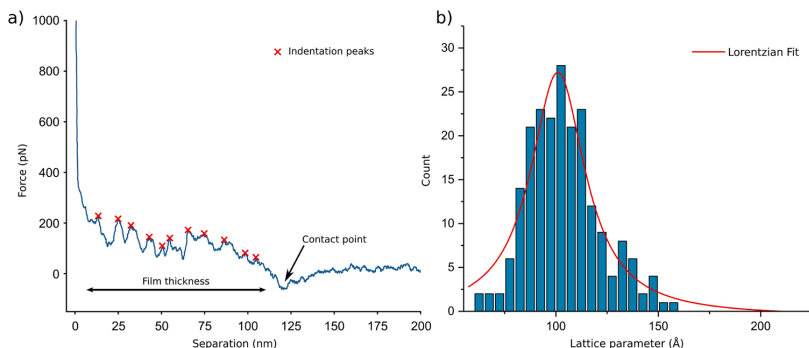 a)
1000
800
600
400
200
0
Force (pN)
Indentation peaks
Contact point
Film thickness
0 25 50 75 100 125 150 175 200
Separation (nm)
b)
30
25
20
15
10
5
0
Count
Lorentzian Fit
100 150 200
Lattice parameter (Å)